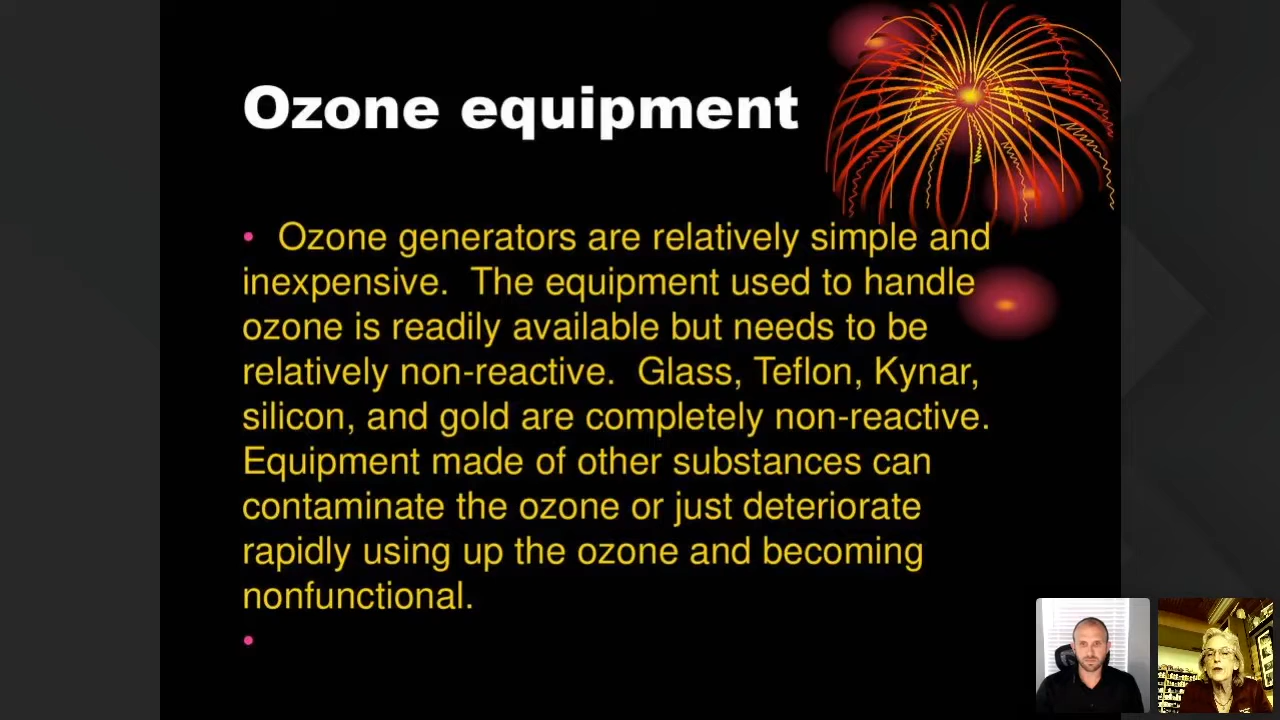 Ozone equipment
• Ozone generators are relatively simple and
inexpensive. The equipment used to handle
ozone is readily available but needs to be
relatively non-reactive. Glass, Teflon, Kynar,
silicon, and gold are completely non-reactive.
Equipment made of other substances can
contaminate the ozone or just deteriorate
rapidly using up the ozone and becoming
nonfunctional.
•